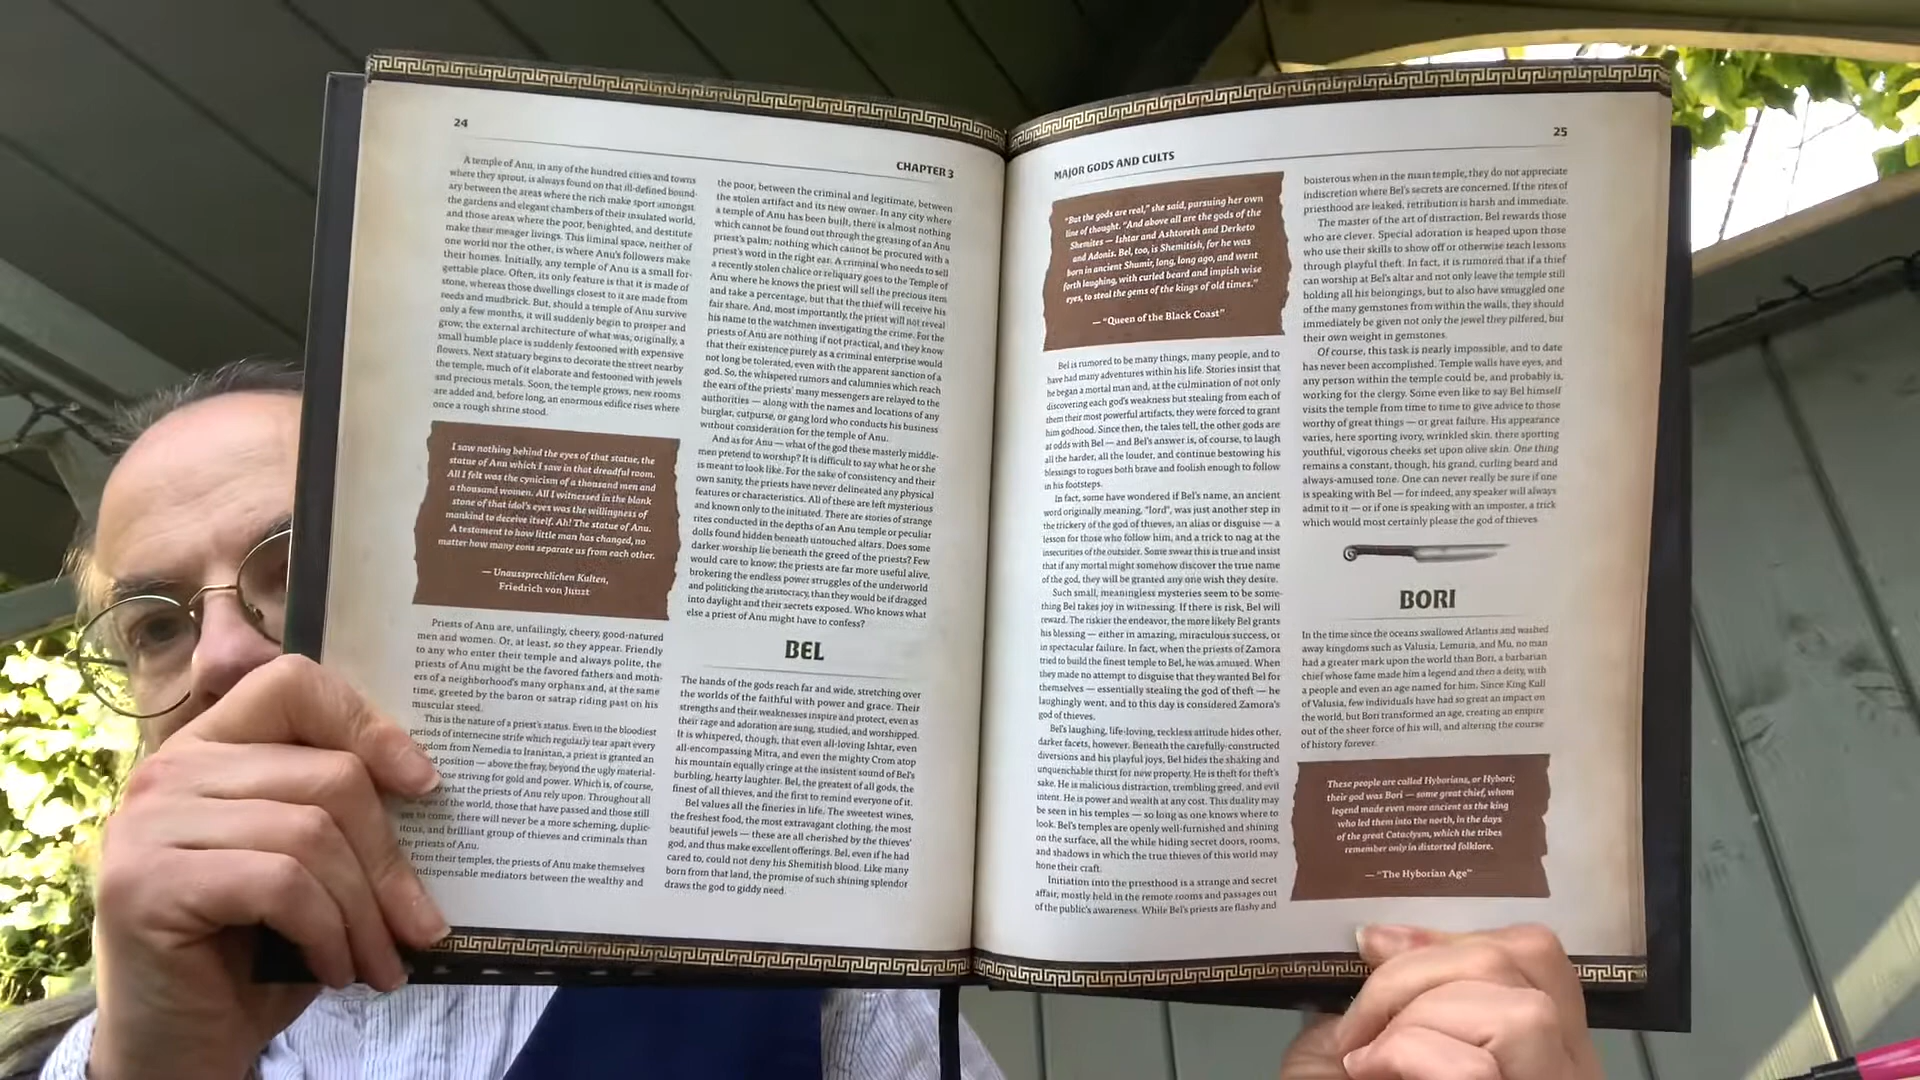 24
CHAPTER 3
A temple of Anu, in any of the hundred cities and towns
where they sprout, is always found on that ill-defined bound-
ary between the areas where the rich make sport amongst
the gardens and elegant chambers of their insulated world,
and those areas where the poor, benighted, and destitute
make their meager livings. This liminal space, neither of
one world nor the other, is where Anu's followers make
their homes. Initially, any temple of Anu is a small for-
gettable place. Often, its only feature is that it is made of
stone, whereas those dwellings closest to it are made from
reeds and mudbrick. But, should a temple of Anu survive
only a few months, it will suddenly begin to prosper and
grow; the external architecture of what was, originally, a
small humble place is suddenly festooned with expensive
flowers. Next statuary begins to decorate the street nearby
the temple, much of it elaborate and festooned with jewels
and precious metals. Soon, the temple grows, new rooms
are added and, before long, an enormous edifice rises where
once a rough shrine stood.
I saw nothing behind the eyes of that statue, the
statue of Anu which I saw in that dreadful room.
All I felt was the cynicism of a thousand men and
a thousand women. All I witnessed in the blank
stone of that idol's eyes was the willingness of
mankind to deceive itself. Ah! The statue of Anu.
A testament to how little man has changed, no
matter how many eons separate us from each other.
— Unaussprechlichen Kulten,
Friedrich von Junzt
Priests of Anu are, unfailingly, cheery, good-natured
men and women. Or, at least, so they appear. Friendly
to any who enter their temple and always polite, the
priests of Anu might be the favored fathers and moth-
ers of a neighborhood's many orphans and, at the same
time, greeted by the baron or satrap riding past on his
muscular steed.
This is the nature of a priest's status. Even in the bloodiest
periods of internecine strife which regularly tear apart every
kingdom from Nemedia to Iranistan, a priest is granted an
position — above the fray, beyond the ugly material-
those striving for gold and power. Which is, of course,
what the priests of Anu rely upon. Throughout all
ages of the world, those that have passed and those still
to come, there will never be a more scheming, duplic-
itous, and brilliant group of thieves and criminals than
the priests of Anu.
From their temples, the priests of Anu make themselves
indispensable mediators between the wealthy and
the poor, between the criminal and legitimate, between
the stolen artifact and its new owner. In any city where
a temple of Anu has been built, there is almost nothing
which cannot be found out through the greasing of an Anu
priest's palm; nothing which cannot be procured with a
priest's word in the right ear. A criminal who needs to sell
a recently stolen chalice or reliquary goes to the Temple of
Anu where he knows the priest will sell the precious item
and take a percentage, but that the thief will receive his
fair share. And, most importantly, the priest will not reveal
his name to the watchmen investigating the crime. For the
priests of Anu are nothing if not practical, and they know
that their existence purely as a criminal enterprise would
not long be tolerated, even with the apparent sanction of a
god. So, the whispered rumors and calumnies which reach
the ears of the priests' many messengers are relayed to the
authorities — along with the names and locations of any
burglar, cutpurse, or gang lord who conducts his business
without consideration for the temple of Anu.
And as for Anu — what of the god these masterly middle-
men pretend to worship? It is difficult to say what he or she
is meant to look like. For the sake of consistency and their
own sanity, the priests have never delineated any physical
features or characteristics. All of these are left mysterious
and known only to the initiated. There are stories of strange
rites conducted in the depths of an Anu temple or peculiar
dolls found hidden beneath untouched altars. Does some
darker worship lie beneath the greed of the priests? Few
would care to know; the priests are far more useful alive,
brokering the endless power struggles of the underworld
and politicking the aristocracy, than they would be if dragged
into daylight and their secrets exposed. Who knows what
else a priest of Anu might have to confess?
BEL
The hands of the gods reach far and wide, stretching over
the worlds of the faithful with power and grace. Their
strengths and their weaknesses inspire and protect, even as
their rage and adoration are sung, studied, and worshipped.
It is whispered, though, that even all-loving Ishtar, even
all-encompassing Mitra, and even the mighty Crom atop
his mountain equally cringe at the insistent sound of Bel's
burbling, hearty laughter. Bel, the greatest of all gods, the
finest of all thieves, and the first to remind everyone of it.
Bel values all the fineries in life. The sweetest wines,
the freshest food, the most extravagant clothing, the most
beautiful jewels — these are all cherished by the thieves'
god, and thus make excellent offerings. Bel, even if he had
cared to, could not deny his Shemitish blood. Like many
born from that land, the promise of such shining splendor
draws the god to giddy need.
MAJOR GODS AND CULTS
25
"But the gods are real," she said, pursuing her own
line of thought. "And above all are the gods of the
Shemites — Ishtar and Ashtoreth and Derketo
and Adonis. Bel, too, is Shemitish, for he was
born in ancient Shumir, long, long ago, and went
forth laughing, with curled beard and impish wise
eyes, to steal the gems of the kings of old times."
— "Queen of the Black Coast"
Bel is rumored to be many things, many people, and to
have had many adventures within his life. Stories insist that
he began a mortal man and, at the culmination of not only
discovering each god's weakness but stealing from each of
them their most powerful artifacts, they were forced to grant
him godhood. Since then, the tales tell, the other gods are
at odds with Bel — and Bel's answer is, of course, to laugh
all the harder, all the louder, and continue bestowing his
blessings to rogues both brave and foolish enough to follow
in his footsteps.
In fact, some have wondered if Bel's name, an ancient
word originally meaning, "lord", was just another step in
the trickery of the god of thieves, an alias or disguise — a
lesson for those who follow him, and a trick to nag at the
insecurities of the outsider. Some swear this is true and insist
that if any mortal might somehow discover the true name
of the god, they will be granted any one wish they desire.
Such small, meaningless mysteries seem to be some-
thing Bel takes joy in witnessing. If there is risk, Bel will
reward. The riskier the endeavor, the more likely Bel grants
his blessing — either in amazing, miraculous success, or
in spectacular failure. In fact, when the priests of Zamora
tried to build the finest temple to Bel, he was amused. When
they made no attempt to disguise that they wanted Bel for
themselves — essentially stealing the god of theft — he
laughingly went, and to this day is considered Zamora's
god of thieves.
Bel's laughing, life-loving, reckless attitude hides other,
darker facets, however. Beneath the carefully-constructed
diversions and his playful joys, Bel hides the shaking and
unquenchable thirst for new property. He is theft for theft's
sake. He is malicious distraction, trembling greed, and evil
intent. He is power and wealth at any cost. This duality may
be seen in his temples — so long as one knows where to
look. Bel's temples are openly well-furnished and shining
on the surface, all the while hiding secret doors, rooms,
and shadows in which the true thieves of this world may
hone their craft.
Initiation into the priesthood is a strange and secret
affair, mostly held in the remote rooms and passages out
of the public's awareness. While Bel's priests are flashy and
boisterous when in the main temple, they do not appreciate
indiscretion where Bel's secrets are concerned. If the rites of
priesthood are leaked, retribution is harsh and immediate.
The master of the art of distraction, Bel rewards those
who are clever. Special adoration is heaped upon those
who use their skills to show off or otherwise teach lessons
through playful theft. In fact, it is rumored that if a thief
can worship at Bel's altar and not only leave the temple still
holding all his belongings, but to also have smuggled one
of the many gemstones from within the walls, they should
immediately be given not only the jewel they pilfered, but
their own weight in gemstones.
Of course, this task is nearly impossible, and to date
has never been accomplished. Temple walls have eyes, and
any person within the temple could be, and probably is,
working for the clergy. Some even like to say Bel himself
visits the temple from time to time to give advice to those
worthy of great things — or great failure. His appearance
varies, here sporting ivory, wrinkled skin, there sporting
youthful, vigorous cheeks set upon olive skin. One thing
remains a constant, though, his grand, curling beard and
always-amused tone. One can never really be sure if one
is speaking with Bel — for indeed, any speaker will always
admit to it — or if one is speaking with an imposter, a trick
which would most certainly please the god of thieves
BORI
In the time since the oceans swallowed Atlantis and washed
away kingdoms such as Valusia, Lemuria, and Mu, no man
had a greater mark upon the world than Bori, a barbarian
chief whose fame made him a legend and then a deity, with
a people and even an age named for him. Since King Kull
of Valusia, few individuals have had so great an impact on
the world, but Bori transformed an age, creating an empire
out of the sheer force of his will, and altering the course
of history forever.
These people are called Hyborians, or Hybori;
their god was Bori — some great chief, whom
legend made even more ancient as the king
who led them into the north, in the days
of the great Cataclysm, which the tribes
remember only in distorted folklore.
— "The Hyborian Age"